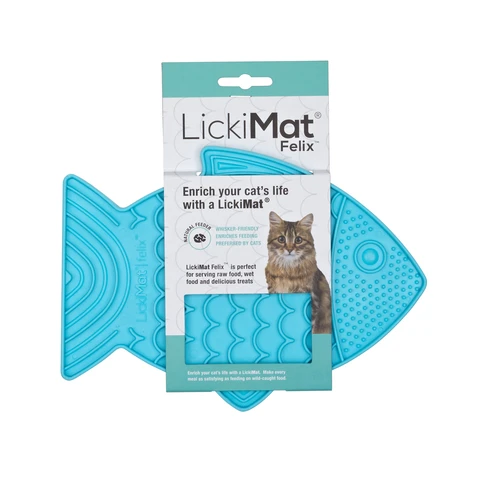 LickiMat®
Felix™
Enrich your cat's life
with a LickiMat®
NATURAL FEEDER
WHISKER-FRIENDLY
ENRICHED FEEDING
PREFERRED BY CATS
LickiMat Felix™ is perfect
for serving raw food, wet
food and delicious treats
LickiMat Felix™
Enrich your cat's life with a LickiMat. Make every
meal as satisfying as feasting on wild-caught food